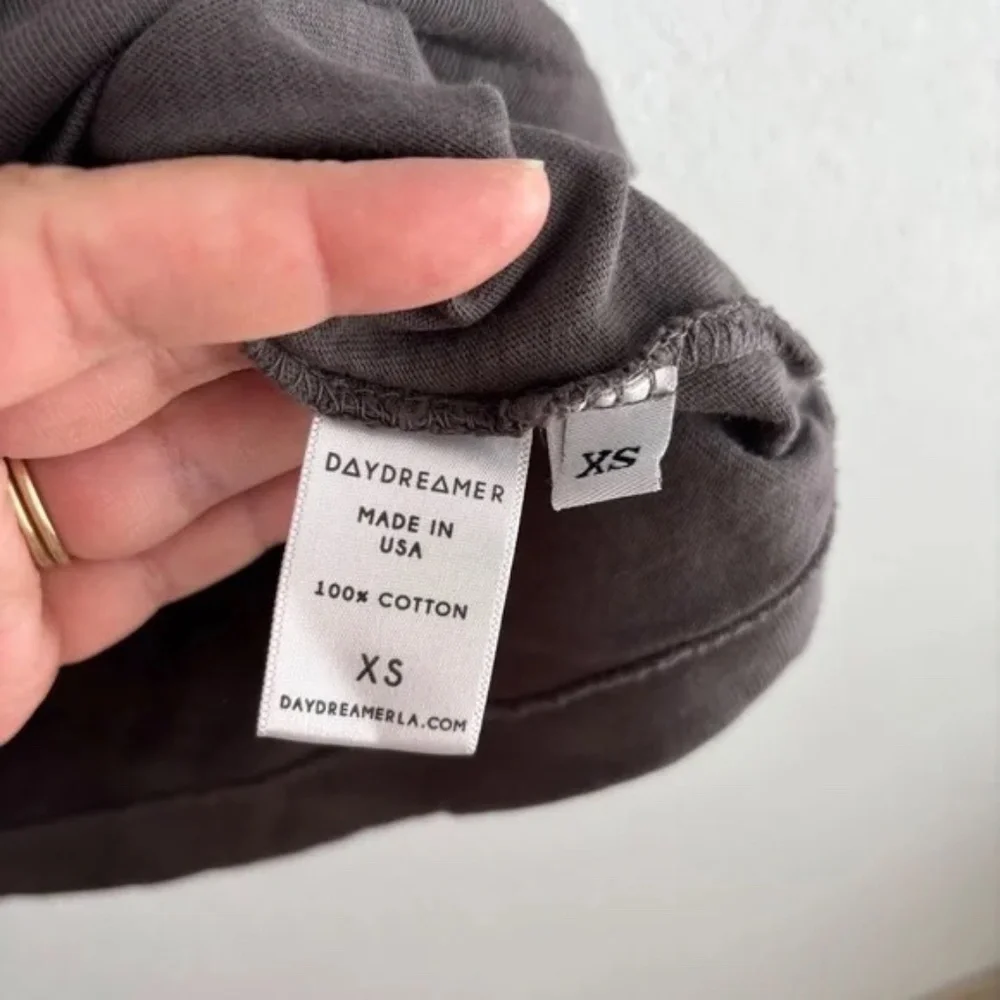 DAYDREAMER
MADE IN
USA
100% COTTON
XS
DAYDREAMERLA.COM
XS